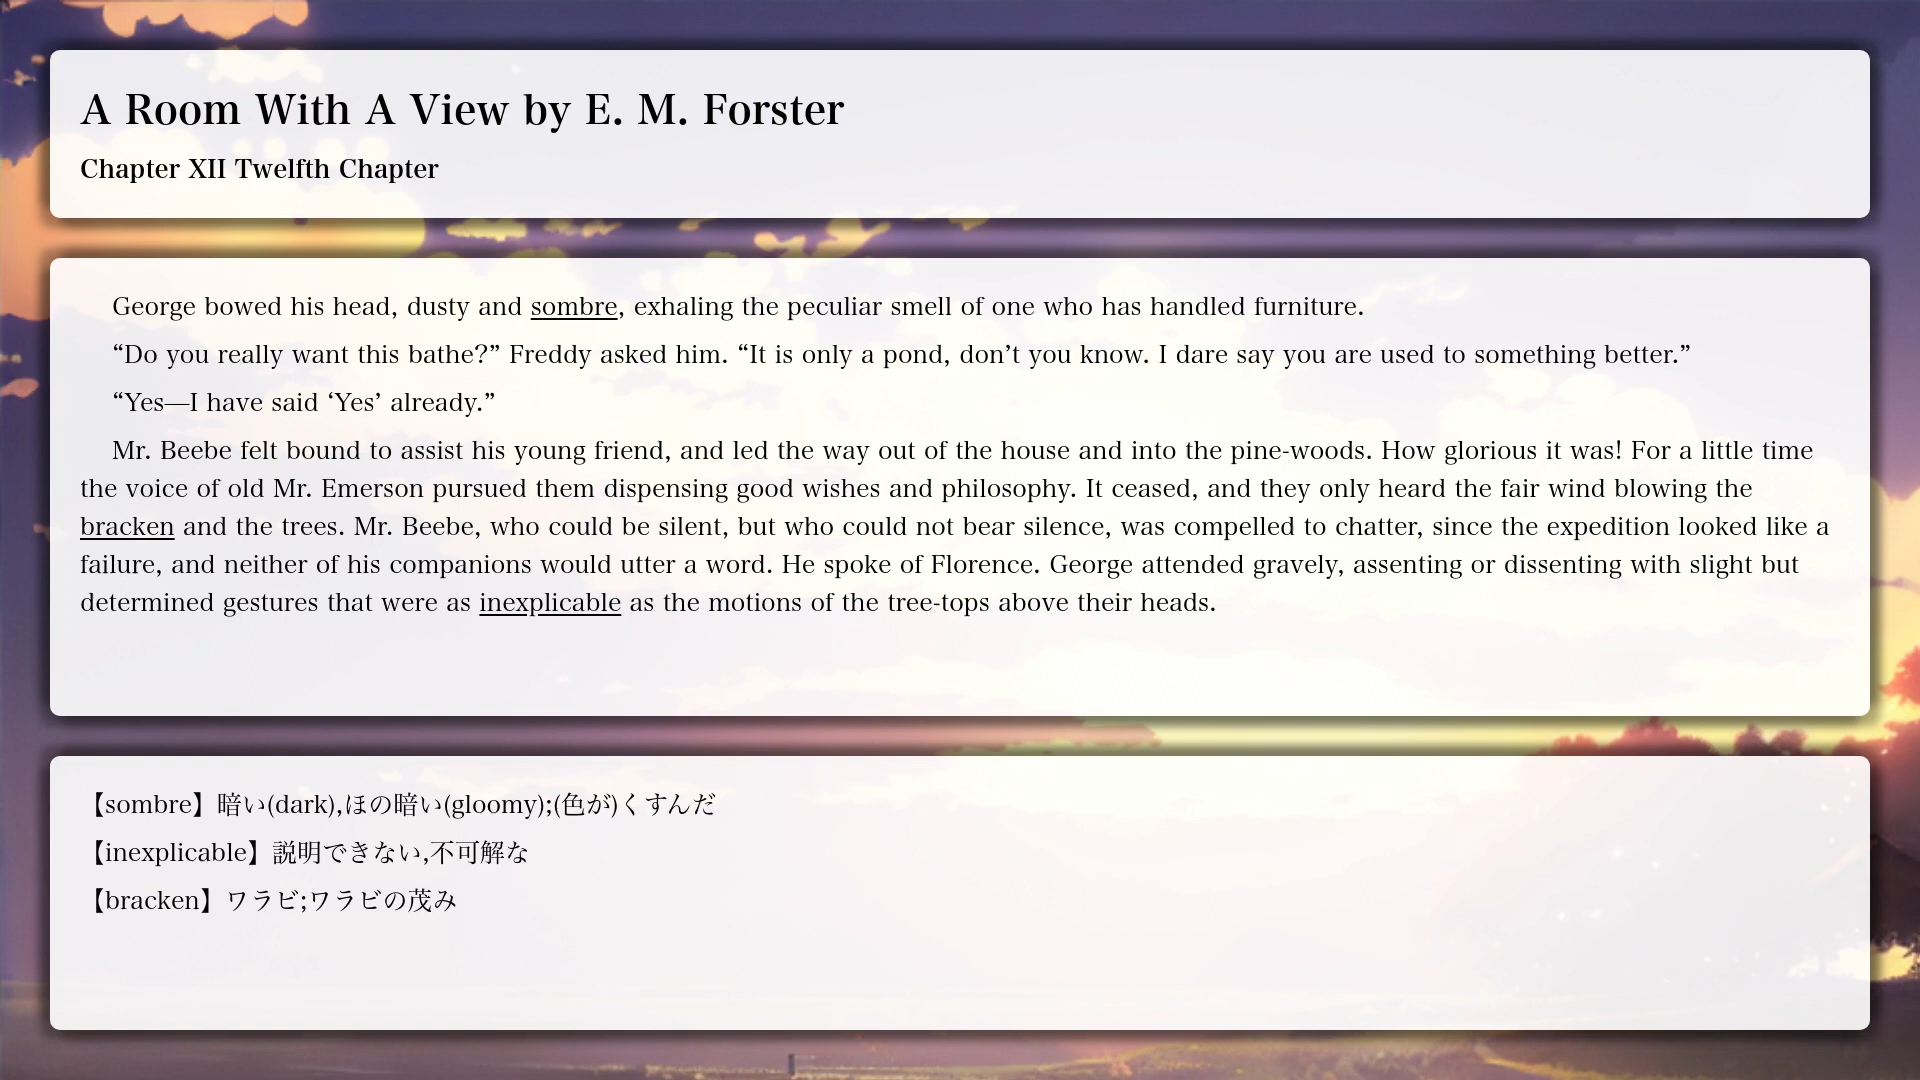 A Room With A View by E. M. Forster
Chapter XII Twelfth Chapter
George bowed his head, dusty and sombre, exhaling the peculiar smell of one who has handled furniture.
“Do you really want this bathe?” Freddy asked him. “It is only a pond, don’t you know. I dare say you are used to something better.”
“Yes—I have said ‘Yes’ already.”
Mr. Beebe felt bound to assist his young friend, and led the way out of the house and into the pine-woods. How glorious it was! For a little time
the voice of old Mr. Emerson pursued them dispensing good wishes and philosophy. It ceased, and they only heard the fair wind blowing the
bracken and the trees. Mr. Beebe, who could be silent, but who could not bear silence, was compelled to chatter, since the expedition looked like a
failure, and neither of his companions would utter a word. He spoke of Florence. George attended gravely, assenting or dissenting with slight but
determined gestures that were as inexplicable as the motions of the tree-tops above their heads.
【sombre】暗い(dark),ほの暗い(gloomy);(色が)くすんだ
【inexplicable】説明できない,不可解な
【bracken】ワラビ;ワラビの茂み